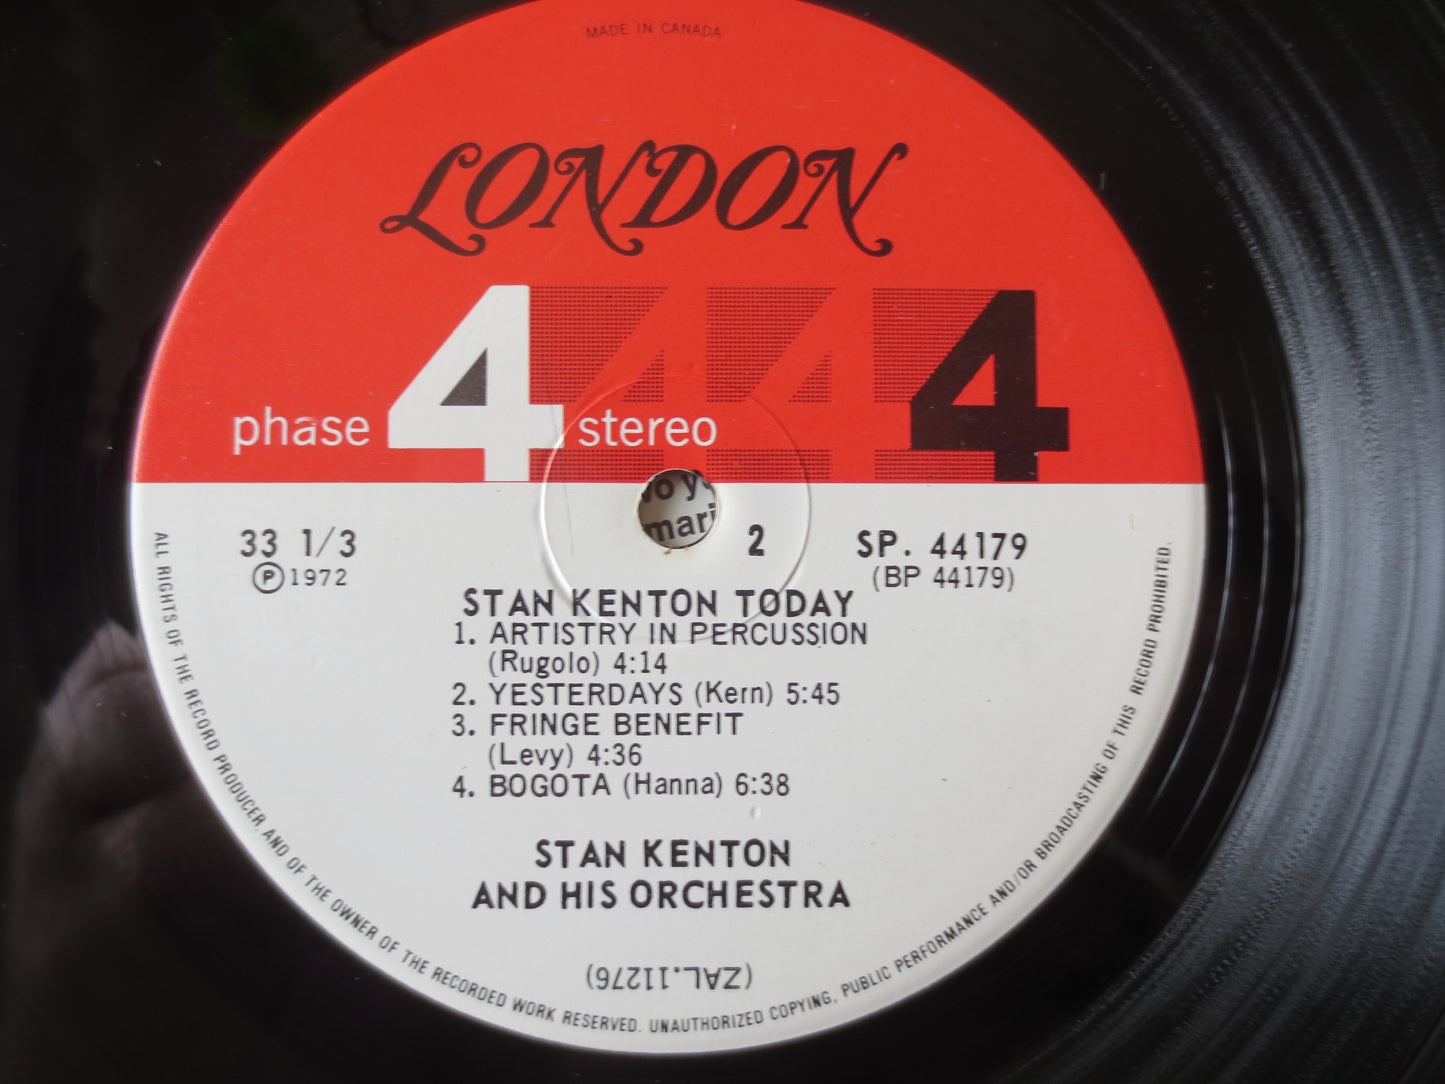 MADE IN CANADA
LONDON
phase 4 stereo 4 4 4
33 1/3
Ⓟ1972
2
SP. 44179
(BP 44179)
STAN KENTON TODAY
1. ARTISTRY IN PERCUSSION
(Rugolo) 4:14
2. YESTERDAYS (Kern) 5:45
3. FRINGE BENEFIT
(Levy) 4:36
4. BOGOTA (Hanna) 6:38
STAN KENTON
AND HIS ORCHESTRA
(ZAL.11276)
ALL RIGHTS OF THE RECORD PRODUCER AND OF THE OWNER OF THE RECORDED WORK RESERVED. UNAUTHORIZED COPYING, PUBLIC PERFORMANCE AND/OR BROADCASTING OF THIS RECORD PROHIBITED.